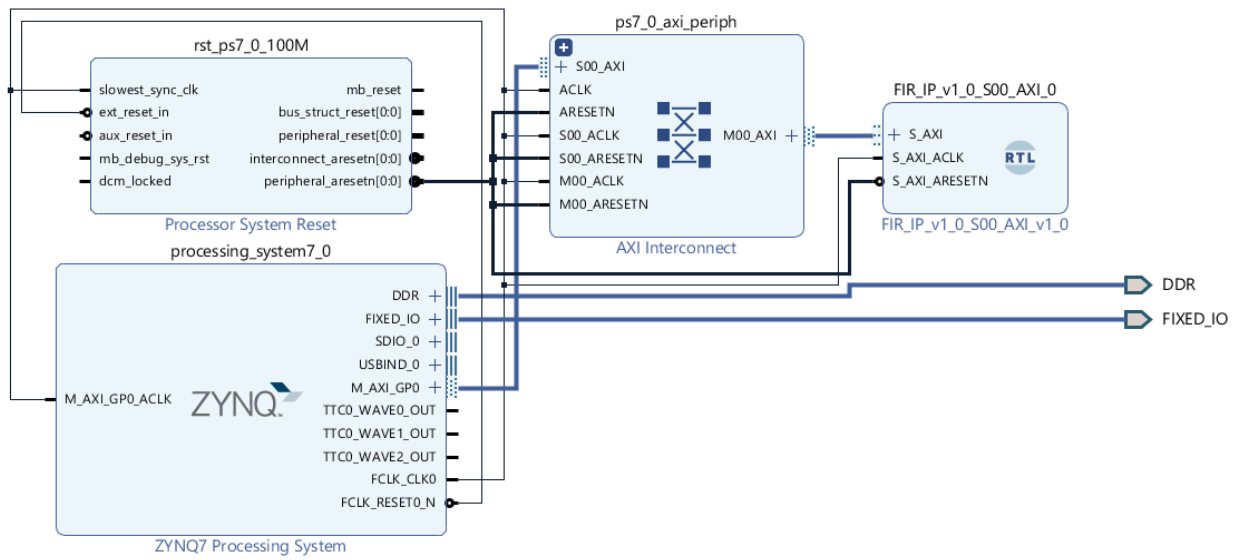 rst_ps7_0_100M
slowest_sync_clk
ext_reset_in
aux_reset_in
mb_debug_sys_rst
dcm_locked
mb_reset
bus_struct_reset[0:0]
peripheral_reset[0:0]
interconnect_aresetn[0:0]
peripheral_aresetn[0:0]
Processor System Reset
ps7_0_axi_periph
S00_AXI
ACLK
ARESETN
S00_ACLK
S00_ARESETN
M00_ACLK
M00_ARESETN
M00_AXI
AXI Interconnect
FIR_IP_v1_0_S00_AXI_0
S_AXI
S_AXI_ACLK
S_AXI_ARESETN
RTL
FIR_IP_v1_0_S00_AXI_v1_0
processing_system7_0
M_AXI_GP0_ACLK
ZYNQ
DDR
FIXED_IO
SDIO_0
USBIND_0
M_AXI_GP0
TTC0_WAVE0_OUT
TTC0_WAVE1_OUT
TTC0_WAVE2_OUT
FCLK_CLK0
FCLK_RESET0_N
ZYNQ7 Processing System
DDR
FIXED_IO